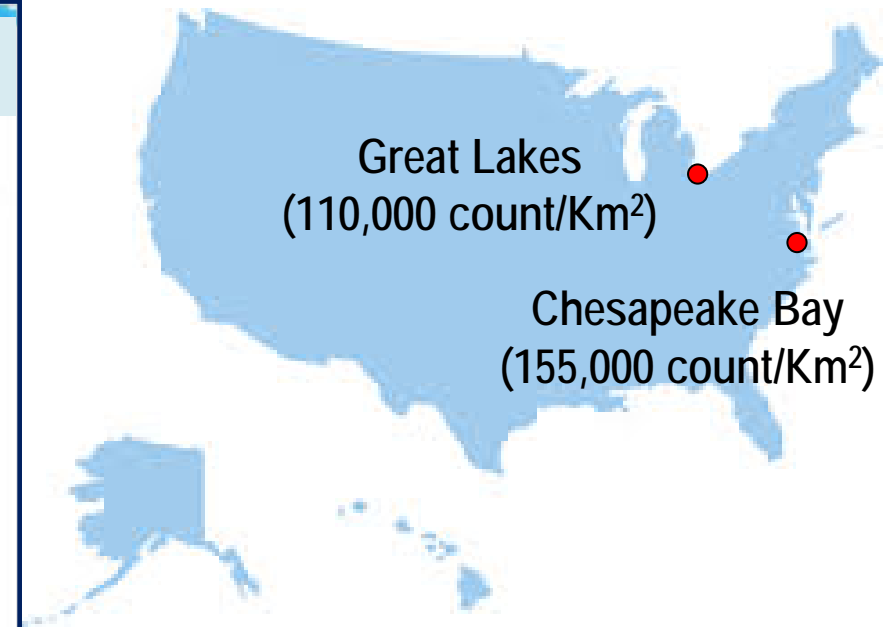 Great Lakes
(110,000 count/Km²)
Chesapeake Bay
(155,000 count/Km²)